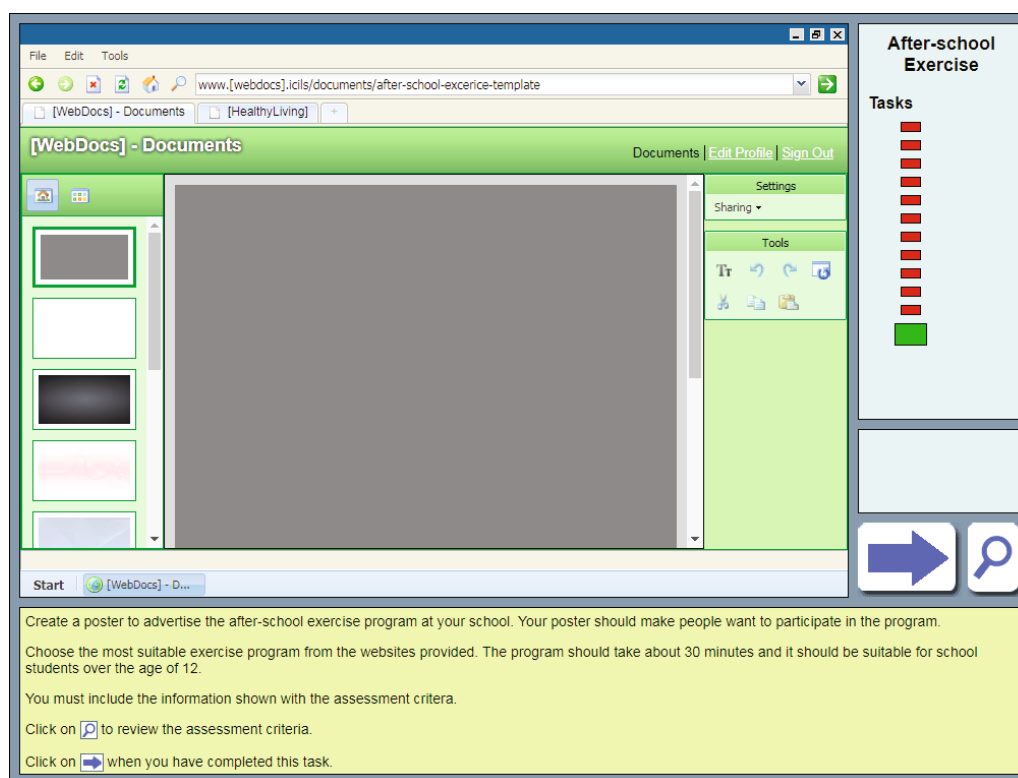 File Edit Tools
www.[webdocs].icils/documents/after-school-excerice-template
[WebDocs] - Documents [HealthyLiving] +
[WebDocs] - Documents
Documents | Edit Profile | Sign Out
Settings
Sharing
Tools
TT
Start [WebDocs] - D...
After-school
Exercise
Tasks
Create a poster to advertise the after-school exercise program at your school. Your poster should make people want to participate in the program.
Choose the most suitable exercise program from the websites provided. The program should take about 30 minutes and it should be suitable for school
students over the age of 12.
You must include the information shown with the assessment critera.
Click on to review the assessment criteria.
Click on when you have completed this task.